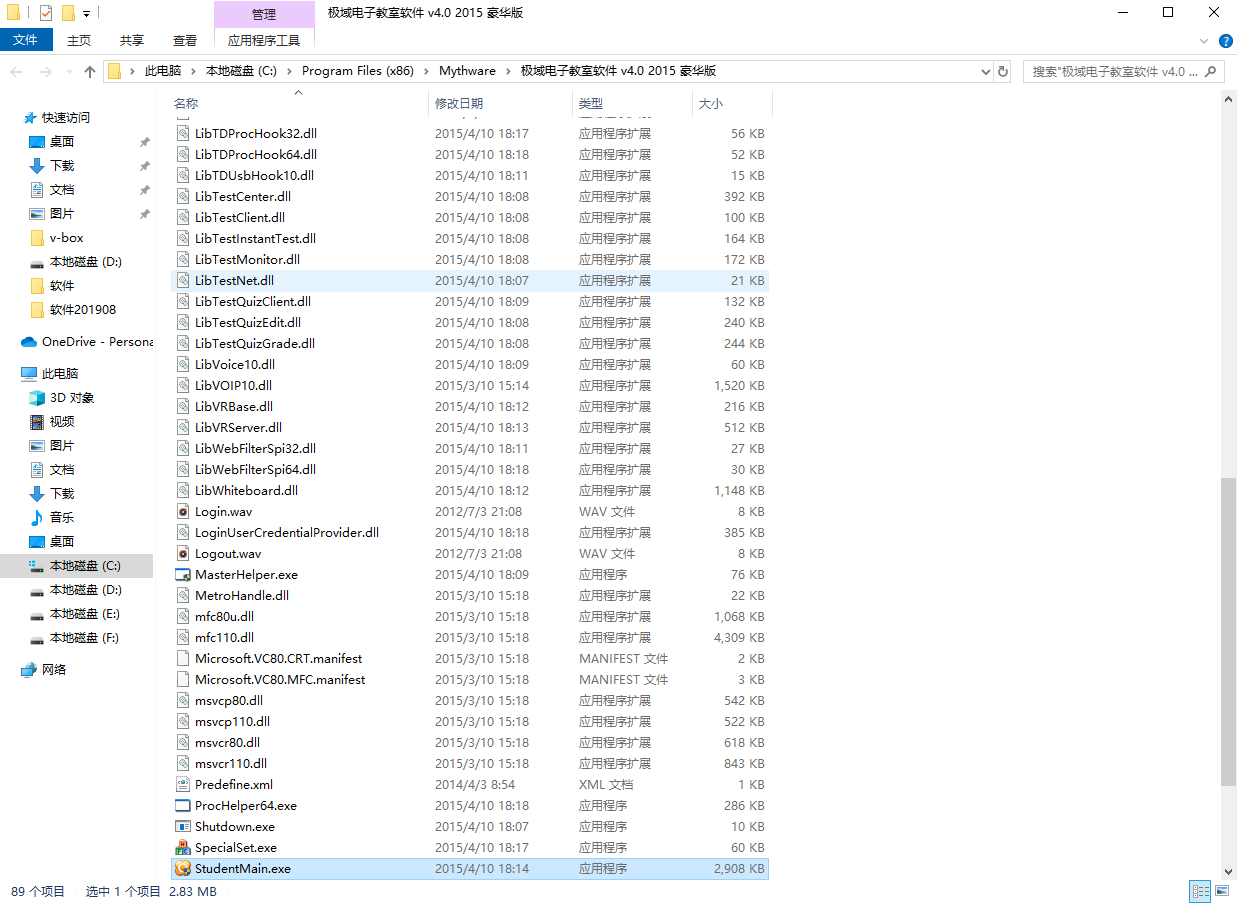 管理
极域电子教室软件 v4.0 2015 豪华版
文件 主页 共享 查看 应用程序工具
此电脑 本地磁盘 (C:) Program Files (x86) Mythware 极域电子教室软件 v4.0 2015 豪华版
搜索"极域电子教室软件 v4.0 ...
快速访问
桌面
下载
文档
图片
v-box
本地磁盘 (D:)
软件
软件201908
OneDrive - Persona
此电脑
3D 对象
视频
图片
文档
下载
音乐
桌面
本地磁盘 (C:)
本地磁盘 (D:)
本地磁盘 (E:)
本地磁盘 (F:)
网络
名称 修改日期 类型 大小
LibTDProcHook32.dll 2015/4/10 18:17 应用程序扩展 56 KB
LibTDProcHook64.dll 2015/4/10 18:18 应用程序扩展 52 KB
LibTDUsbHook10.dll 2015/4/10 18:11 应用程序扩展 15 KB
LibTestCenter.dll 2015/4/10 18:08 应用程序扩展 392 KB
LibTestClient.dll 2015/4/10 18:08 应用程序扩展 100 KB
LibTestInstantTest.dll 2015/4/10 18:08 应用程序扩展 164 KB
LibTestMonitor.dll 2015/4/10 18:08 应用程序扩展 172 KB
LibTestNet.dll 2015/4/10 18:07 应用程序扩展 21 KB
LibTestQuizClient.dll 2015/4/10 18:09 应用程序扩展 132 KB
LibTestQuizEdit.dll 2015/4/10 18:08 应用程序扩展 240 KB
LibTestQuizGrade.dll 2015/4/10 18:08 应用程序扩展 244 KB
LibVoice10.dll 2015/4/10 18:09 应用程序扩展 60 KB
LibVOIP10.dll 2015/3/10 15:14 应用程序扩展 1,520 KB
LibVRBase.dll 2015/4/10 18:12 应用程序扩展 216 KB
LibVRServer.dll 2015/4/10 18:13 应用程序扩展 512 KB
LibWebFilterSpi32.dll 2015/4/10 18:11 应用程序扩展 27 KB
LibWebFilterSpi64.dll 2015/4/10 18:18 应用程序扩展 30 KB
LibWhiteboard.dll 2015/4/10 18:12 应用程序扩展 1,148 KB
Login.wav 2012/7/3 21:08 WAV 文件 8 KB
LoginUserCredentialProvider.dll 2015/4/10 18:18 应用程序扩展 385 KB
Logout.wav 2012/7/3 21:08 WAV 文件 8 KB
MasterHelper.exe 2015/4/10 18:09 应用程序 76 KB
MetroHandle.dll 2015/3/10 15:18 应用程序扩展 22 KB
mfc80u.dll 2015/3/10 15:18 应用程序扩展 1,068 KB
mfc110.dll 2015/3/10 15:18 应用程序扩展 4,309 KB
Microsoft.VC80.CRT.manifest 2015/3/10 15:18 MANIFEST 文件 2 KB
Microsoft.VC80.MFC.manifest 2015/3/10 15:18 MANIFEST 文件 3 KB
msvcp80.dll 2015/3/10 15:18 应用程序扩展 542 KB
msvcp110.dll 2015/3/10 15:18 应用程序扩展 522 KB
msvcr80.dll 2015/3/10 15:18 应用程序扩展 618 KB
msvcr110.dll 2015/3/10 15:18 应用程序扩展 843 KB
Predefine.xml 2014/4/3 8:54 XML 文档 1 KB
ProcHelper64.exe 2015/4/10 18:18 应用程序 286 KB
Shutdown.exe 2015/4/10 18:07 应用程序 10 KB
SpecialSet.exe 2015/4/10 18:17 应用程序 60 KB
StudentMain.exe 2015/4/10 18:14 应用程序 2,908 KB
89 个项目 选中 1 个项目 2.83 MB